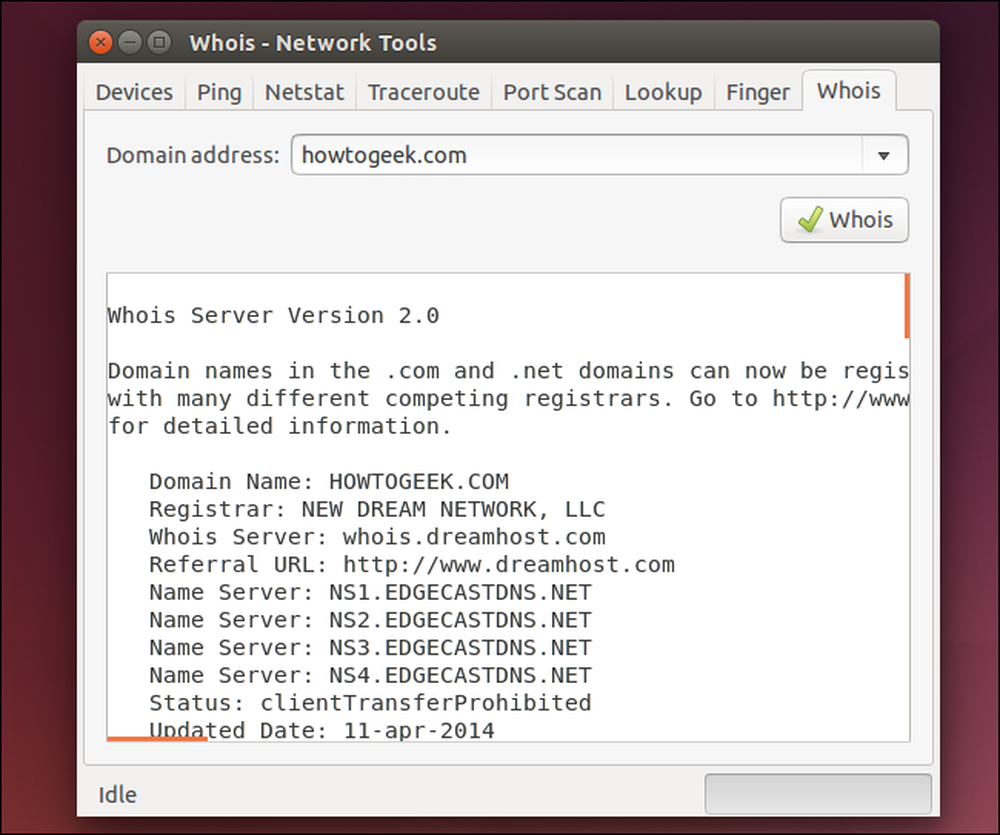 Whois - Network Tools
Devices Ping Netstat Traceroute Port Scan Lookup Finger Whois
Domain address: howtogeek.com
Whois
Whois Server Version 2.0
Domain names in the .com and .net domains can now be regis
with many different competing registrars. Go to http://www
for detailed information.
Domain Name: HOWTOGEEK.COM
Registrar: NEW DREAM NETWORK, LLC
Whois Server: whois.dreamhost.com
Referral URL: http://www.dreamhost.com
Name Server: NS1.EDGECASTDNS.NET
Name Server: NS2.EDGECASTDNS.NET
Name Server: NS3.EDGECASTDNS.NET
Name Server: NS4.EDGECASTDNS.NET
Status: clientTransferProhibited
Updated Date: 11-apr-2014
Idle